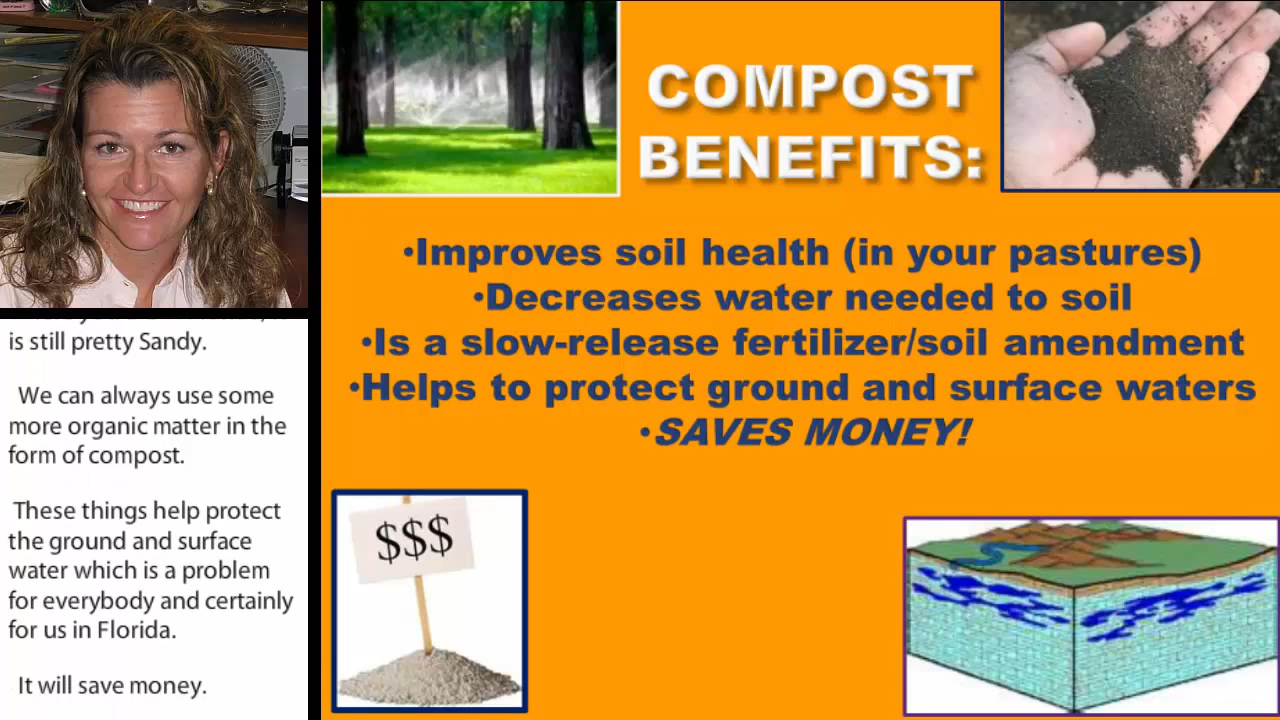 is still pretty Sandy.
We can always use some
more organic matter in the
form of compost.
These things help protect
the ground and surface
water which is a problem
for everybody and certainly
for us in Florida.
It will save money.
COMPOST
BENEFITS:
•Improves soil health (in your pastures)
•Decreases water needed to soil
•Is a slow-release fertilizer/soil amendment
•Helps to protect ground and surface waters
•SAVES MONEY!
$$$